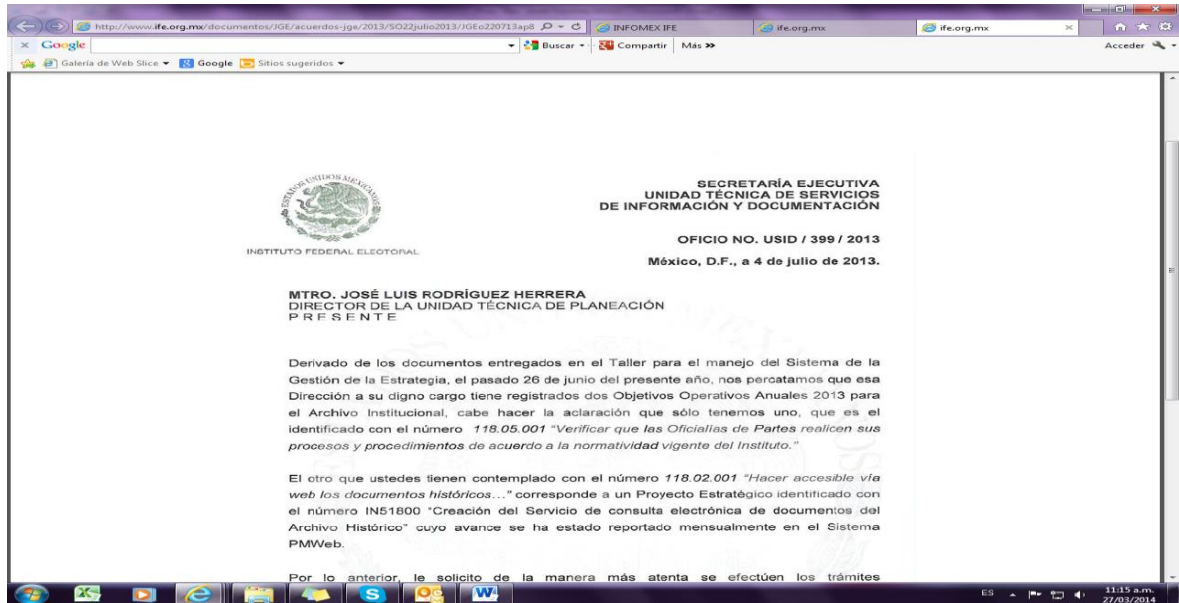 http://www.ife.org.mx/documentos/JGE/acuerdos-jge/2013/SO22julio2013/JGEo220713ap8
INFOMEX IFE
ife.org.mx
ife.org.mx
Google
Buscar
Compartir
Más »
Acceder
Galería de Web Slice
Google
Sitios sugeridos
ESTADOS UNIDOS MEXICANOS
INSTITUTO FEDERAL ELECTORAL
SECRETARÍA EJECUTIVA
UNIDAD TÉCNICA DE SERVICIOS
DE INFORMACIÓN Y DOCUMENTACIÓN
OFICIO NO. USID / 399 / 2013
México, D.F., a 4 de julio de 2013.
MTRO. JOSÉ LUIS RODRÍGUEZ HERRERA
DIRECTOR DE LA UNIDAD TÉCNICA DE PLANEACIÓN
P R E S E N T E
Derivado de los documentos entregados en el Taller para el manejo del Sistema de la
Gestión de la Estrategia, el pasado 26 de junio del presente año, nos percatamos que esa
Dirección a su digno cargo tiene registrados dos Objetivos Operativos Anuales 2013 para
el Archivo Institucional, cabe hacer la aclaración que sólo tenemos uno, que es el
identificado con el número 118.05.001 "Verificar que las Oficialías de Partes realicen sus
procesos y procedimientos de acuerdo a la normatividad vigente del Instituto."
El otro que ustedes tienen contemplado con el número 118.02.001 "Hacer accesible vía
web los documentos históricos..." corresponde a un Proyecto Estratégico identificado con
el número IN51800 "Creación del Servicio de consulta electrónica de documentos del
Archivo Histórico" cuyo avance se ha estado reportado mensualmente en el Sistema
PMWeb.
Por lo anterior, le solicito de la manera más atenta se efectúen los trámites
ES
11:15 a.m.
27/03/2014